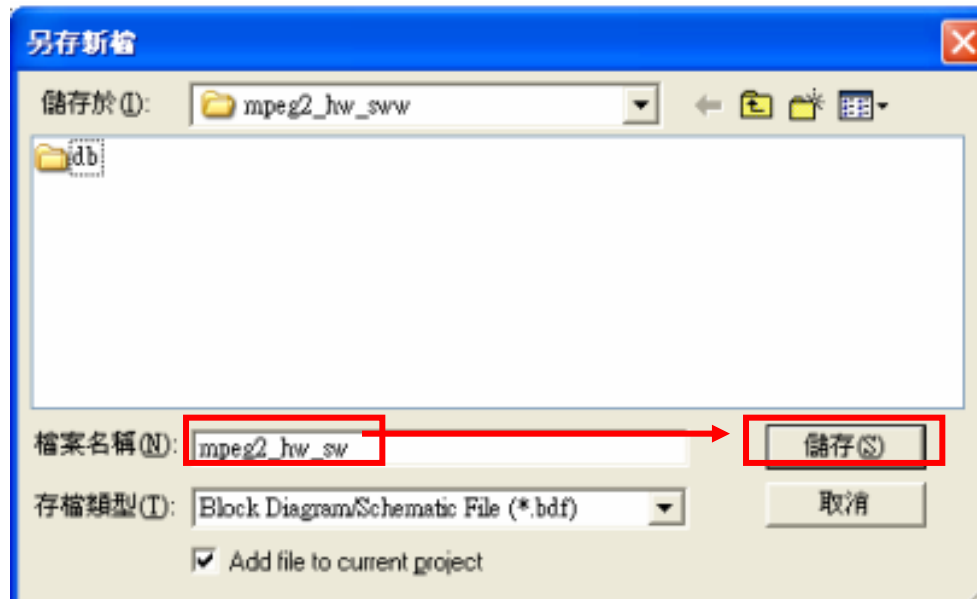 另存新檔
儲存於(I): mpeg2_hw_sww
db
檔案名稱(N): mpeg2_hw_sw 儲存(S)
存檔類型(T): Block Diagram/Schematic File (*.bdf) 取消
Add file to current project